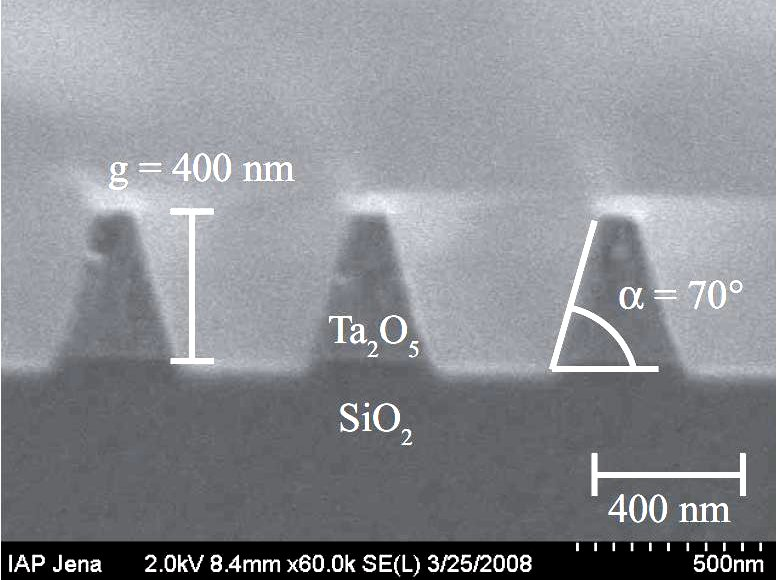 g = 400 nm
α = 70°
Ta₂O₅
SiO₂
400 nm
IAP Jena 2.0kV 8.4mm x60.0k SE(L) 3/25/2008 500nm